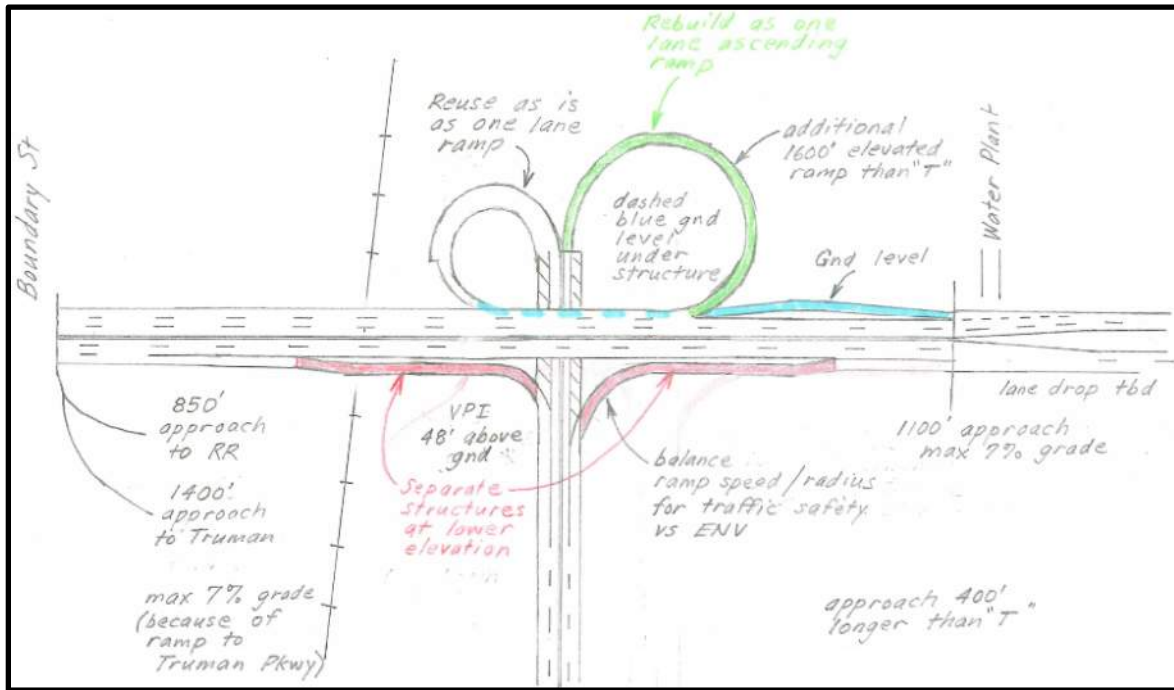 Rebuild as one
lane ascending
ramp
Reuse as is
as one lane
ramp
additional
1600' elevated
ramp than "T"
Boundary St
Water Plant
dashed
blue gnd
level
under
structure
Gnd level
850'
approach
to RR
1400'
approach
to Truman
max 7% grade
(because of
ramp to
Truman Pkwy)
VPI
48' above
gnd
Separate
structures
at lower
elevation
balance
ramp speed/radius
for traffic safety
vs ENV
lane drop tbd
1100' approach
max 7% grade
approach 400'
longer than "T"